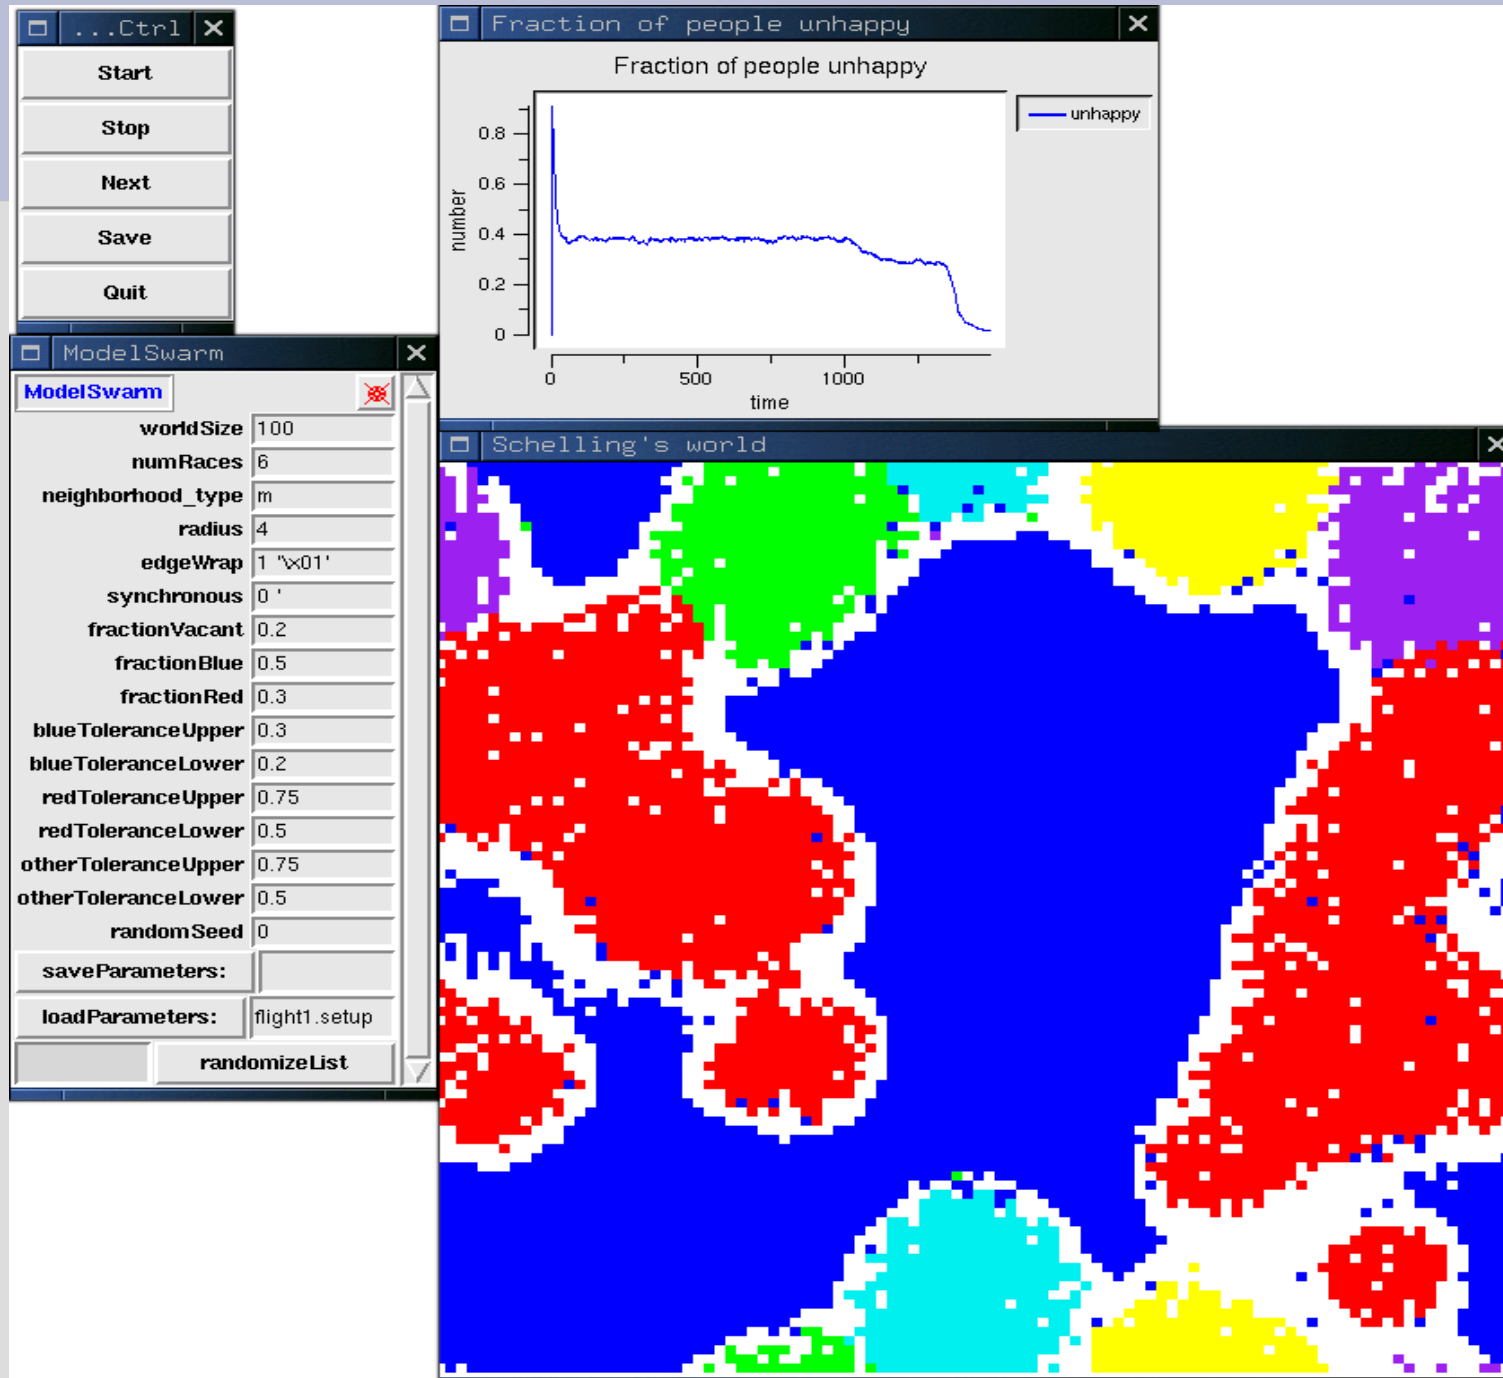 ...Ctrl
Start
Stop
Next
Save
Quit
Fraction of people unhappy
Fraction of people unhappy
unhappy
number
0.8
0.6
0.4
0.2
0
0
500
1000
time
ModelSwarm
ModelSwarm
worldSize 100
numRaces 6
neighborhood_type m
radius 4
edgeWrap 1 '\x01'
synchronous 0 '
fractionVacant 0.2
fractionBlue 0.5
fractionRed 0.3
blueToleranceUpper 0.3
blueToleranceLower 0.2
redToleranceUpper 0.75
redToleranceLower 0.5
otherToleranceUpper 0.75
otherToleranceLower 0.5
randomSeed 0
saveParameters:
loadParameters: flight1.setup
randomizeList
Schelling's world